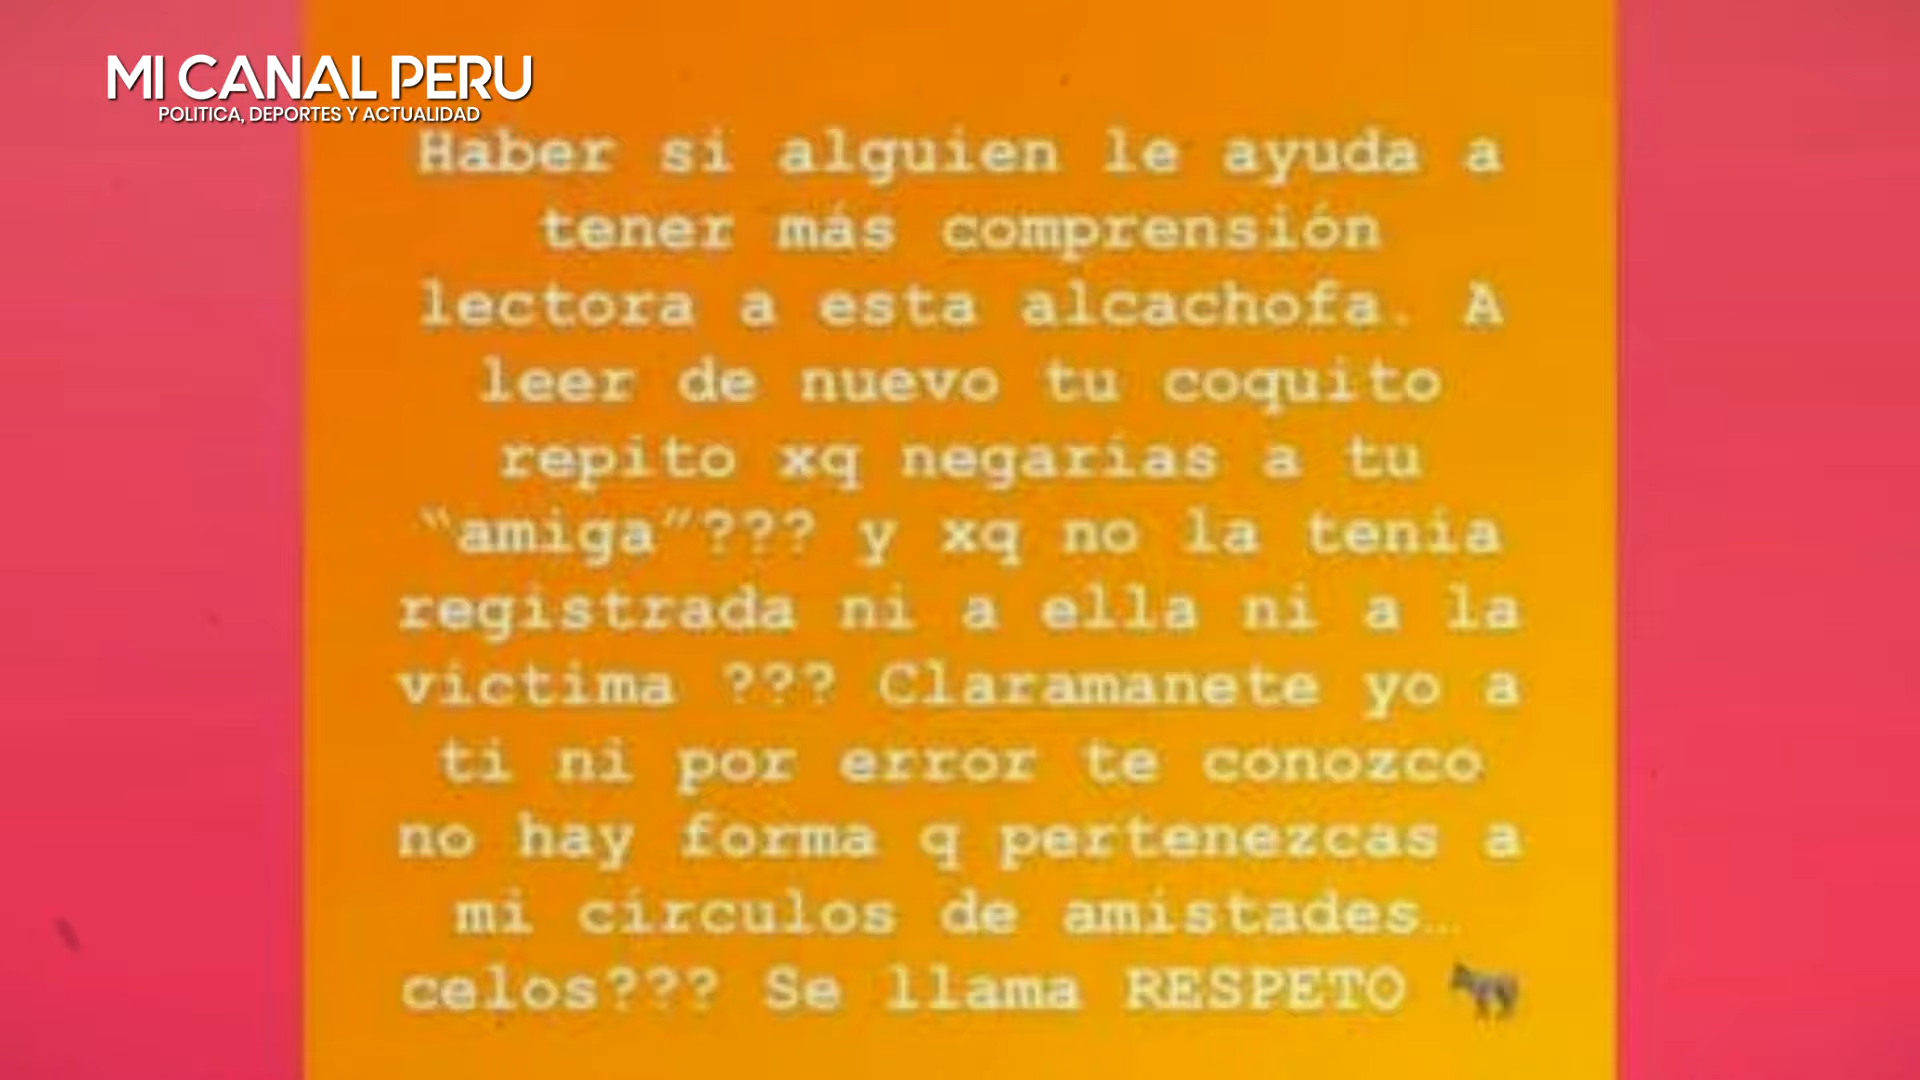 MI CANAL PERU
POLITICA, DEPORTES Y ACTUALIDAD
Haber si alguien le ayuda a
tener más comprensión
lectora a esta alcachofa. A
leer de nuevo tu coquito
repito xq negarías a tu
“amiga”??? y xq no la tenía
registrada ni a ella ni a la
víctima ??? Claramanete yo a
ti ni por error te conozco
no hay forma q pertenezcas a
mi círculos de amistades…
celos??? Se llama RESPETO